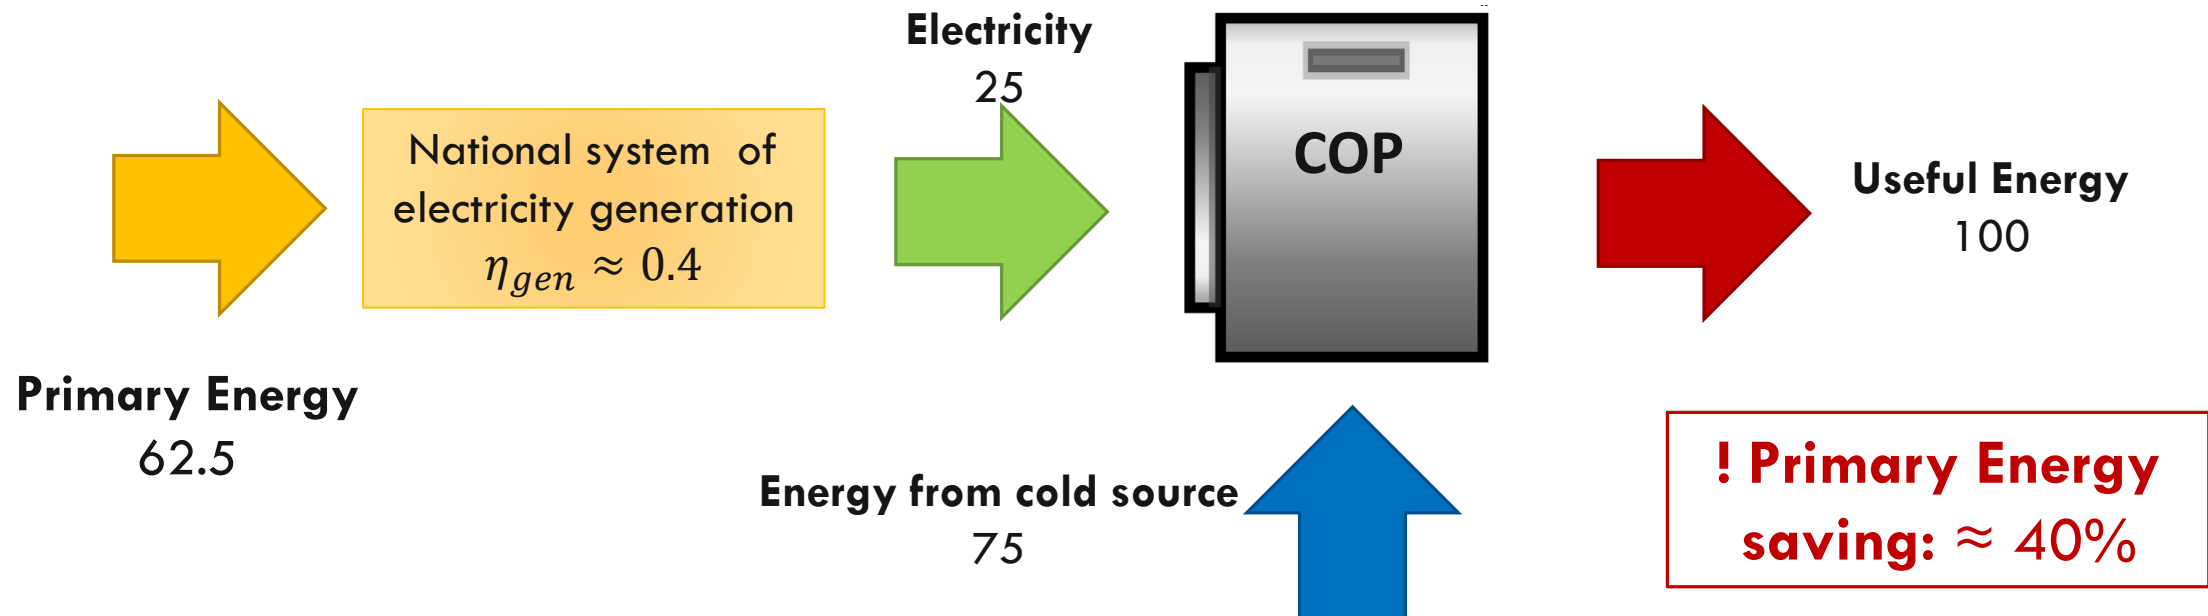 Electricity
25
National system of
electricity generation
η_gen ≈ 0.4
COP
Useful Energy
100
Primary Energy
62.5
Energy from cold source
75
! Primary Energy
saving: ≈ 40%